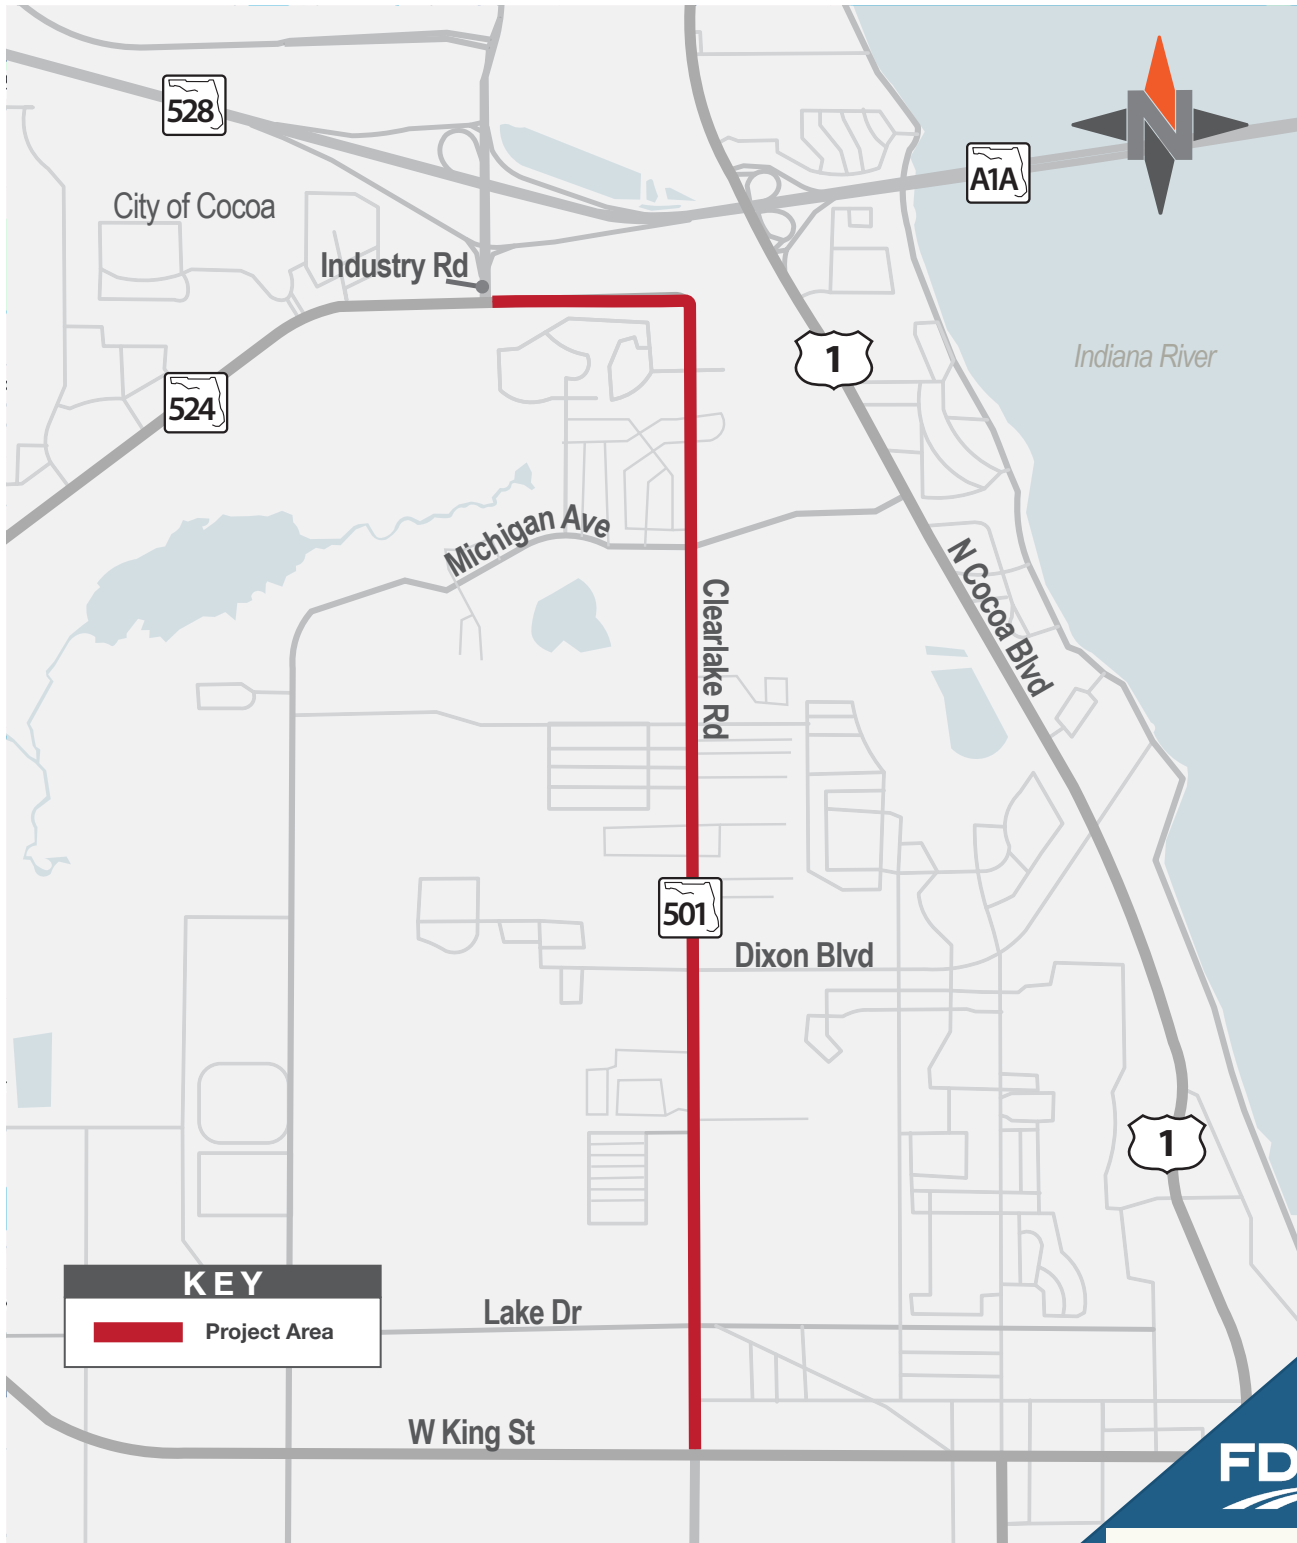 528
A1A
N
City of Cocoa
Industry Rd
1
Indiana River
524
Michigan Ave
N Cocoa Blvd
Clearlake Rd
501
Dixon Blvd
1
KEY
Project Area
Lake Dr
W King St
FD